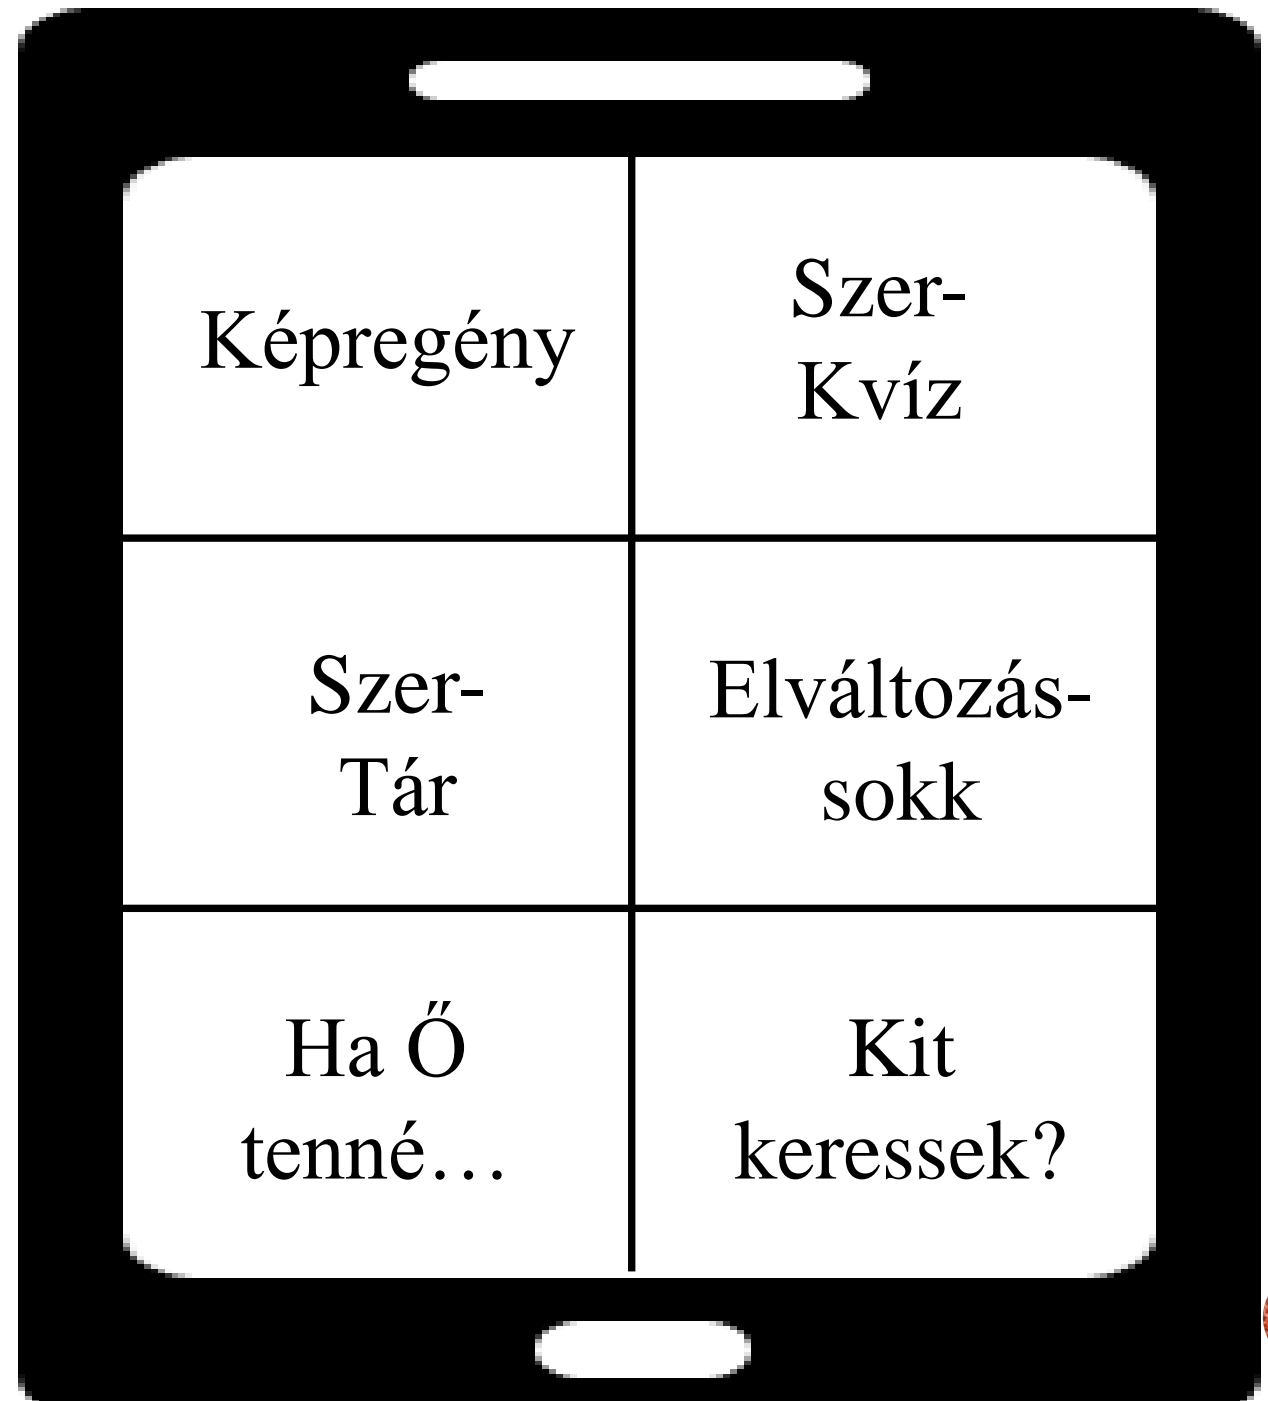 Képregény
Szer-
Kvíz
Szer-
Tár
Elváltozás-
sokk
Ha Ő
tenné…
Kit
keressek?